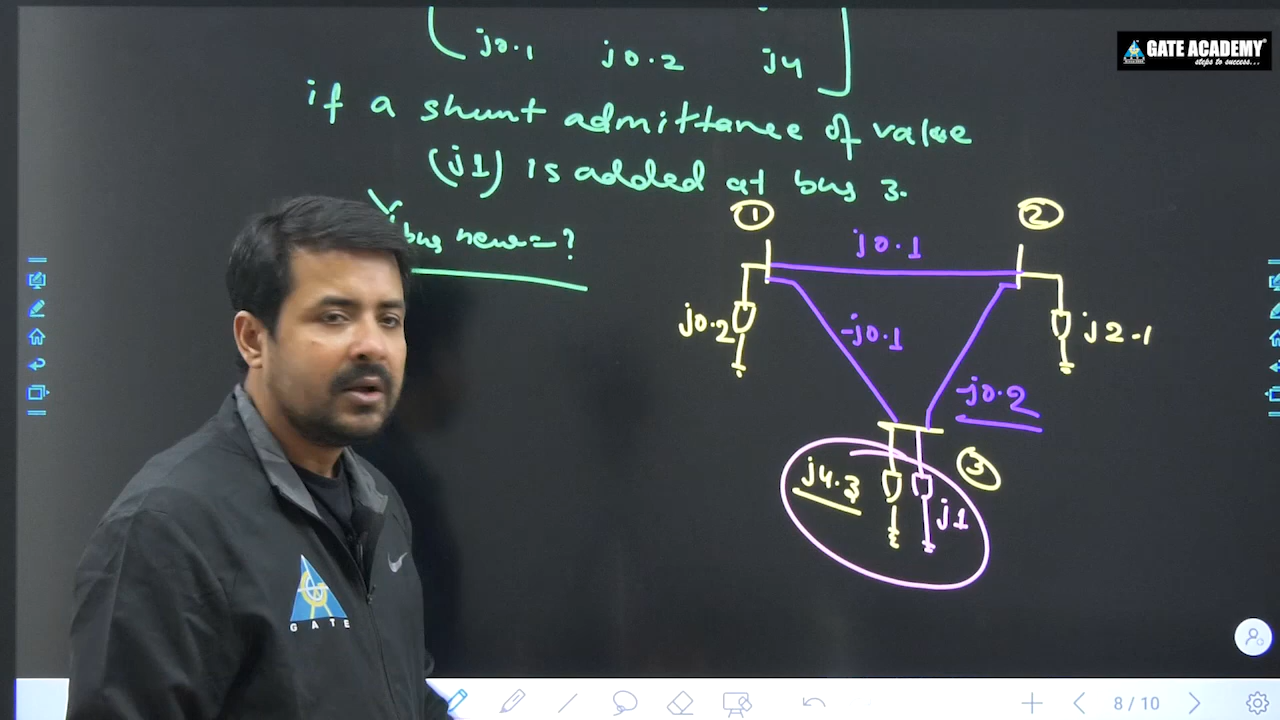 GATE ACADEMY
steps to success...
j0.1 j0.2 j4
if a shunt admittance of value
(j1) is added at bus 3.
Ybus new = ?
1
2
j0.1
j0.2
-j0.1
j2.1
-j0.2
3
j4.3
j1
GATE
8/10